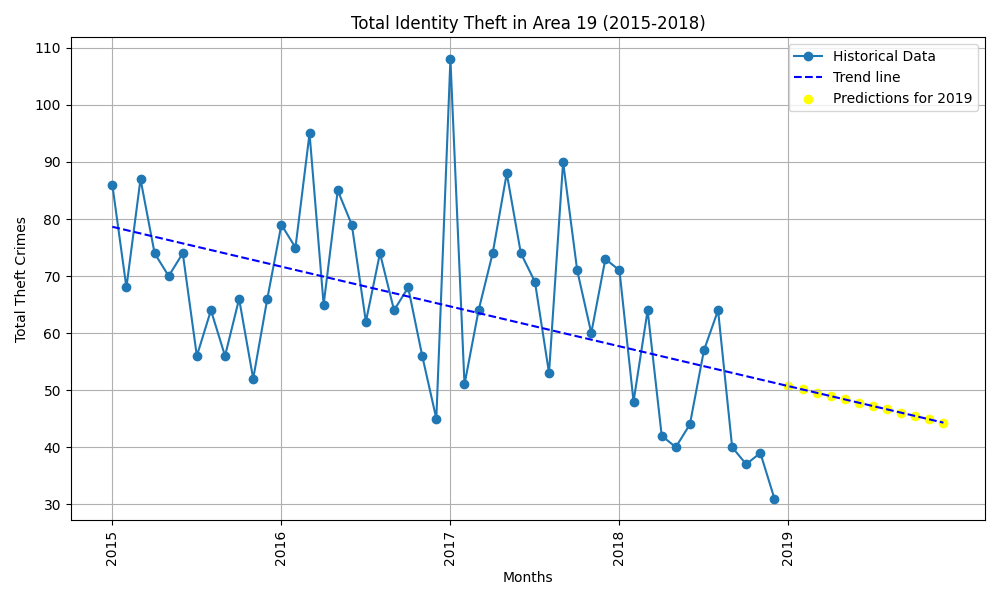 Total Identity Theft in Area 19 (2015-2018)
Historical Data
Trend line
Predictions for 2019
Total Theft Crimes
110
100
90
80
70
60
50
40
30
2015
2016
2017
2018
2019
Months